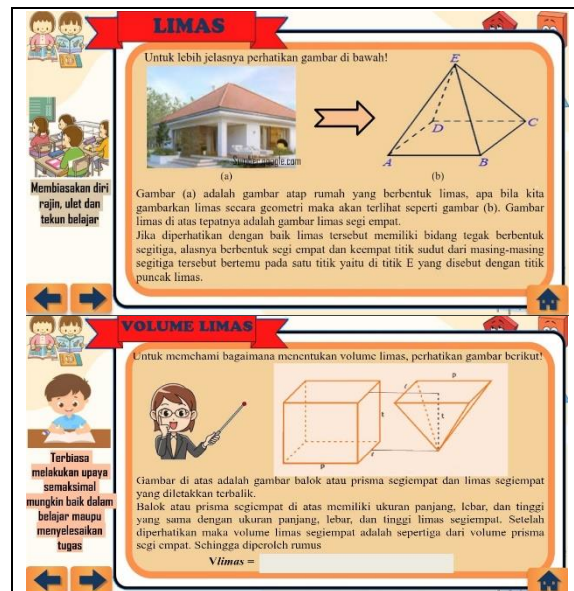 LIMAS
Untuk lebih jelasnya perhatikan gambar di bawah!
E
D
C
A
B
(a)
(b)
Membiasakan diri
rajin, ulet dan
tekun belajar
Gambar (a) adalah gambar atap rumah yang berbentuk limas, apa bila kita
gambarkan limas secara geometri maka akan terlihat seperti gambar (b). Gambar
limas di atas tepatnya adalah gambar limas segi empat.
Jika diperhatikan dengan baik limas tersebut memiliki bidang tegak berbentuk
segitiga, alasnya berbentuk segi empat dan keempat titik sudut dari masing-masing
segitiga tersebut bertemu pada satu titik yaitu di titik E yang disebut dengan titik
puncak limas.
VOLUME LIMAS
Untuk memehami bagaimana menentukan volume limas, perhatikan gambar berikut!
p
t
t
p
Terbiasa
melakukan upaya
semaksimal
mungkin baik dalam
belajar maupu
menyelesaikan
tugas
Gambar di atas adalah gambar balok atau prisma segiempat dan limas segiempat
yang diletakkan terbalik.
Balok atau prisma segiempat di atas memiliki ukuran panjang, lebar, dan tinggi
yang sama dengan ukuran panjang, lebar, dan tinggi limas segiempat. Setelah
diperhatikan maka volume limas segiempat adalah sepertiga dari volume prisma
segi empat. Sehingga diperoleh rumus
Vlimas =